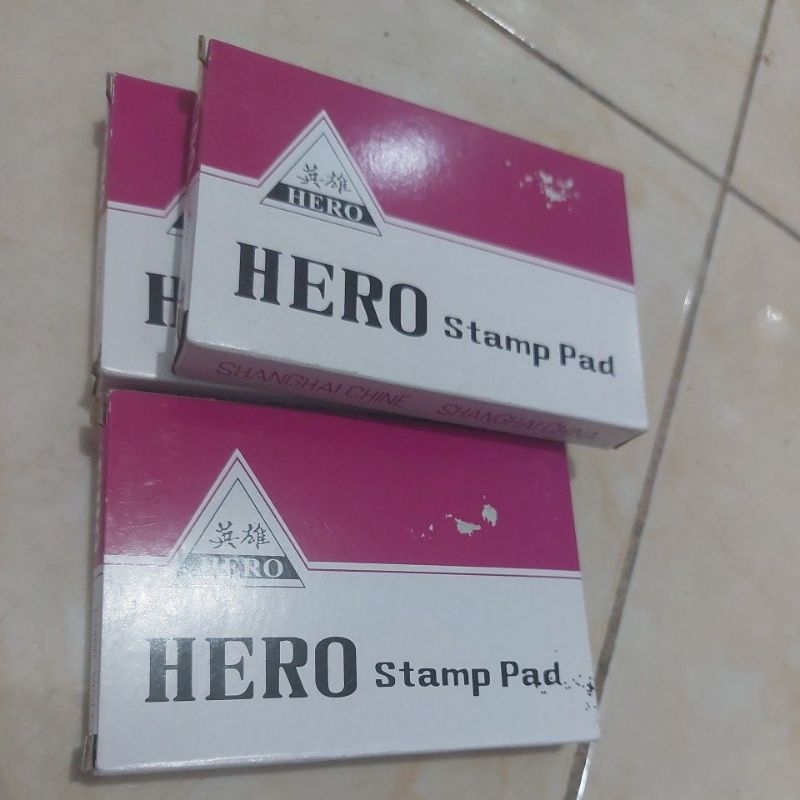 英雄
HERO
HERO Stamp Pad
SHANGHAI CHINE SHANGHAI CHINA
H
英雄
HERO
HERO Stamp Pad